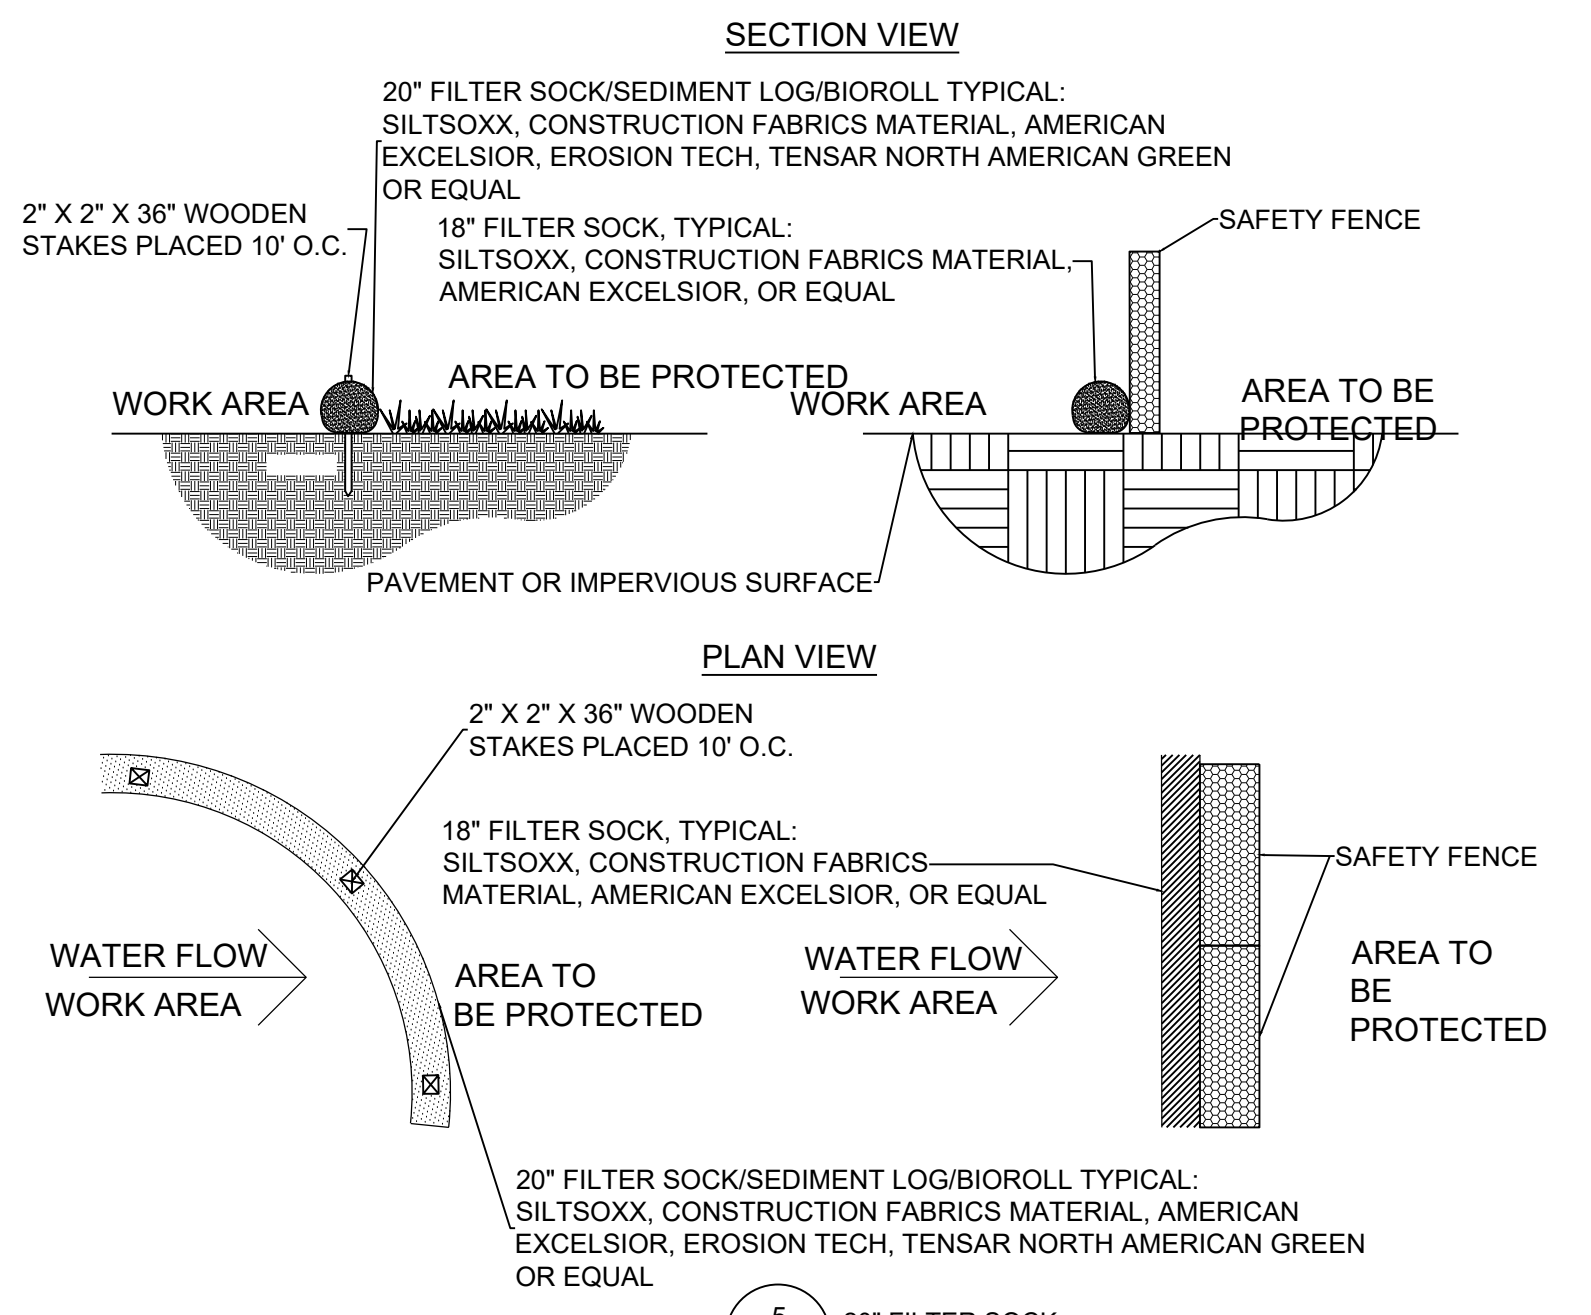 SECTION VIEW
20" FILTER SOCK/SEDIMENT LOG/BIOROLL TYPICAL:
SILTSOXX, CONSTRUCTION FABRICS MATERIAL, AMERICAN
EXCELSIOR, EROSION TECH, TENSAR NORTH AMERICAN GREEN
OR EQUAL
2" X 2" X 36" WOODEN
STAKES PLACED 10' O.C.
18" FILTER SOCK, TYPICAL:
SILTSOXX, CONSTRUCTION FABRICS MATERIAL,
AMERICAN EXCELSIOR, OR EQUAL
SAFETY FENCE
WORK AREA
AREA TO BE PROTECTED
WORK AREA
AREA TO BE
PROTECTED
PAVEMENT OR IMPERVIOUS SURFACE
PLAN VIEW
2" X 2" X 36" WOODEN
STAKES PLACED 10' O.C.
18" FILTER SOCK, TYPICAL:
SILTSOXX, CONSTRUCTION FABRICS
MATERIAL, AMERICAN EXCELSIOR, OR EQUAL
SAFETY FENCE
WATER FLOW
WORK AREA
AREA TO
BE PROTECTED
WATER FLOW
WORK AREA
AREA TO
BE
PROTECTED
20" FILTER SOCK/SEDIMENT LOG/BIOROLL TYPICAL:
SILTSOXX, CONSTRUCTION FABRICS MATERIAL, AMERICAN
EXCELSIOR, EROSION TECH, TENSAR NORTH AMERICAN GREEN
OR EQUAL
5
FILTER SOCK